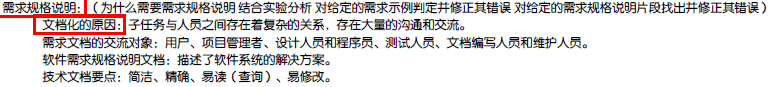 需求规格说明：（为什么需要求规格说明 结合实验分析 对给定的需求示例判定并修正其错误 对给定的需求规格说明片段找出并修正其错误）
文档化的原因：子任务与人员之间存在着复杂的关系，存在大量的沟通和交流。
需求文档的交流对象：用户、项目管理者、设计人员和程序员、测试人员、文档编写人员和维护人员。
软件需求规格说明文档：描述了软件系统的解决方案。
技术文档要点：简洁、精确、易读（查询）、易修改。